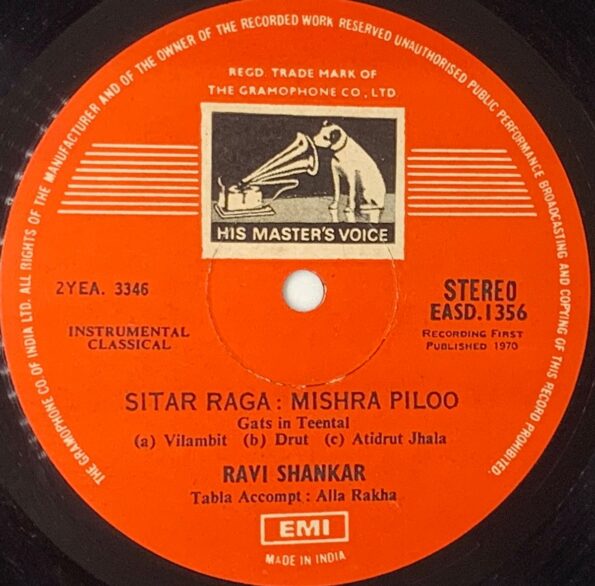 THE GRAMOPHONE CO OF INDIA LTD. ALL RIGHTS OF THE MANUFACTURER AND OF THE OWNER OF THE RECORDED WORK RESERVED UNAUTHORISED PUBLIC PERFORMANCE BROADCASTING AND COPYING OF THIS RECORD PROHIBITED.
REGD. TRADE MARK OF
THE GRAMOPHONE CO., LTD.
HIS MASTER'S VOICE
2YEA. 3346
INSTRUMENTAL
CLASSICAL
STEREO
EASD.1356
RECORDING FIRST
PUBLISHED 1970
SITAR RAGA : MISHRA PILOO
Gats in Teental
(a) Vilambit (b) Drut (c) Atidrut Jhala
RAVI SHANKAR
Tabla Accompt : Alla Rakha
EMI
MADE IN INDIA